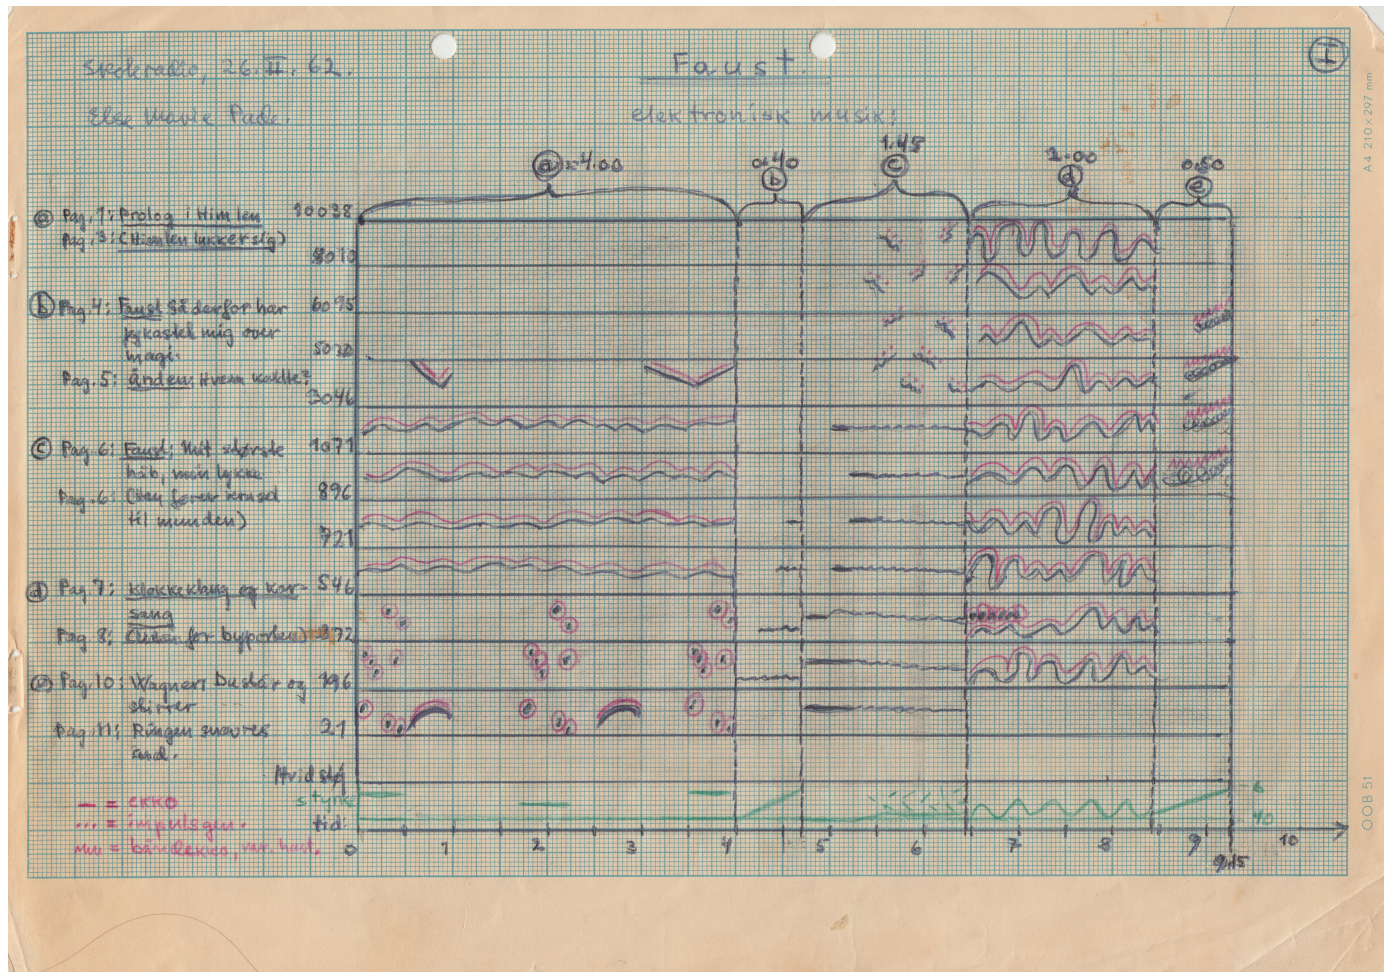 Skoleradio, 26. II. 62.
Faust.
I
Else Marie Pade.
elektronisk musik:
A4 210×297 mm
a = 4.00
0.40
b
1.45
c
2.00
d
0.50
e
a Pag. 1: Prolog i Himlen
Pag. 3: (Himlen lukker sig)
b Pag. 4: Faust Så derfor har
jeg kastet mig over
magi.
Pag. 5: Ånden: Hvem kaldte?
c Pag. 6: Faust: Mit største
håb, min lykke
Pag. 6: (Han fører
til munden)
d Pag. 7: Klokkeklang og kor-
sang
Pag 8: for byporten)
e Pag. 10: Wagner: Du står og
Pag. 11: Ringen snævres
ind.
10038
8010
6095
3046
1071
896
721
546
372
196
21
Hvid støj
styrke
tid:
— = ekko
... = impulsgen.
= båndekko, var. hast.
0 1 2 3 4 5 6 7 8 9 10
9.15
- 6
- 40
OOB 51